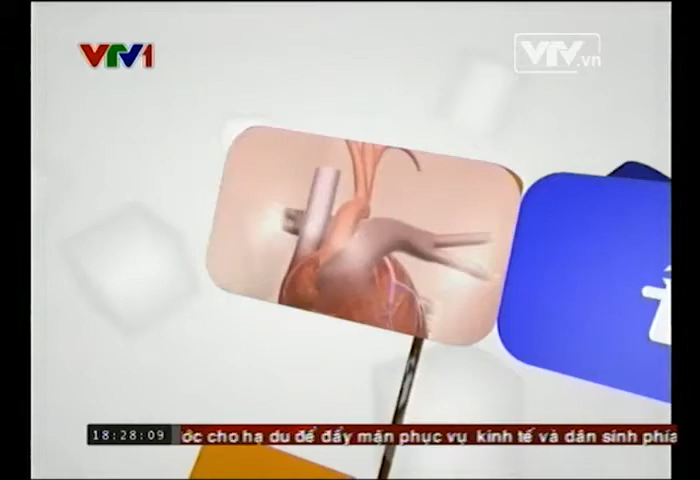 VTV1
VTV.vn
18:28:09
ớc cho hạ du để đẩy mặn phục vụ kinh tế và dân sinh phía